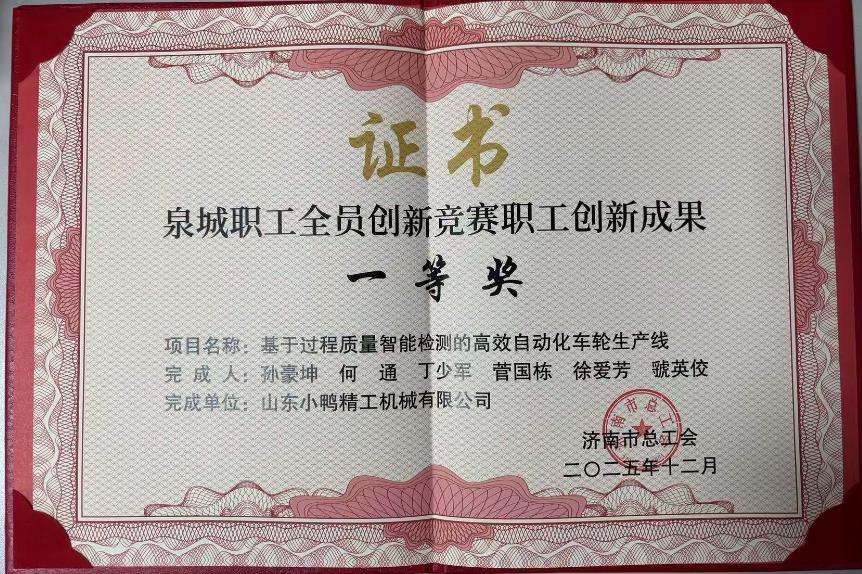 证书
泉城职工全员创新竞赛职工创新成果
一等奖
项目名称：基于过程质量智能检测的高效自动化车轮生产线
完成人：孙豪坤 何通 丁少军 菅国栋 徐爱芳 虢英佼
完成单位：山东小鸭精工机械有限公司
济南市总工会
二〇二五年十二月